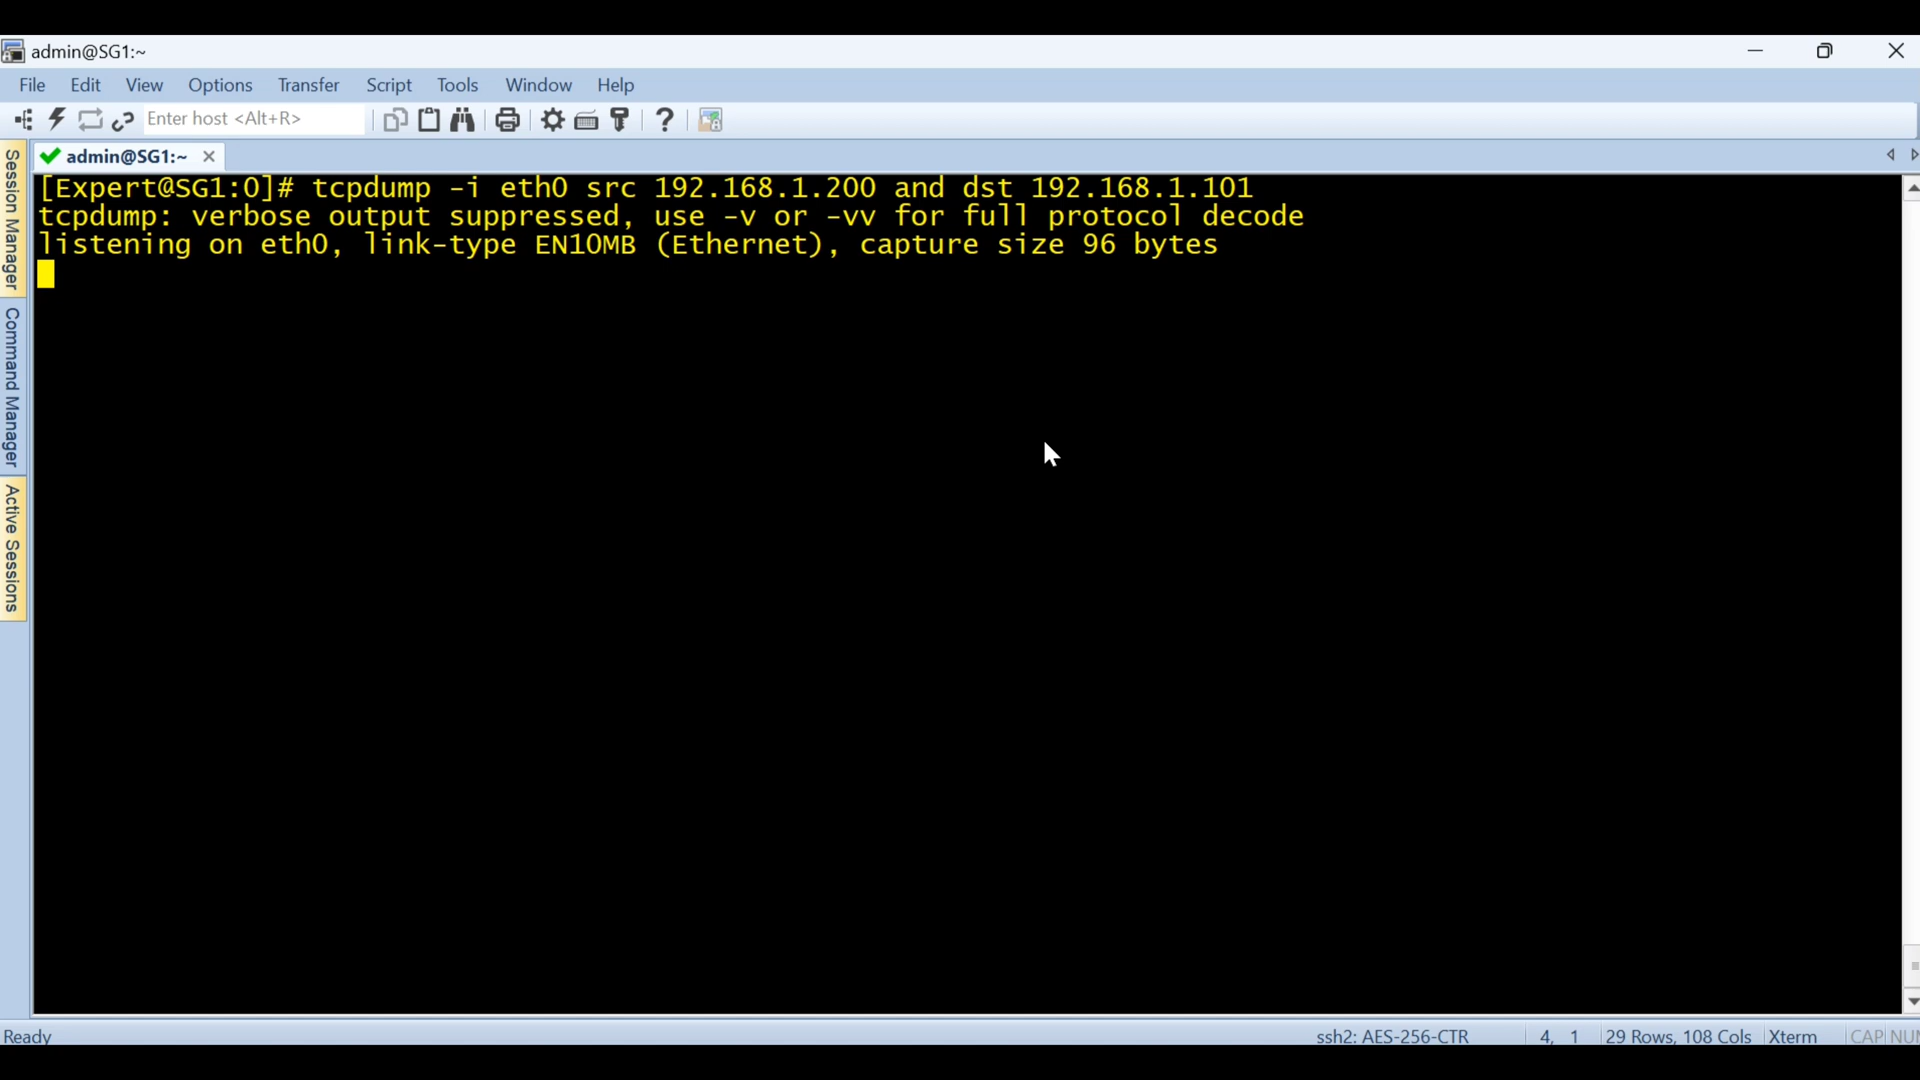 admin@SG1:~
File Edit View Options Transfer Script Tools Window Help
Enter host <Alt+R>
admin@SG1:~
Session Manager
Command Manager
Active Sessions
[Expert@SG1:0]# tcpdump -i eth0 src 192.168.1.200 and dst 192.168.1.101
tcpdump: verbose output suppressed, use -v or -vv for full protocol decode
listening on eth0, link-type EN10MB (Ethernet), capture size 96 bytes
Ready ssh2: AES-256-CTR 4, 1 29 Rows, 108 Cols Xterm CAP NU